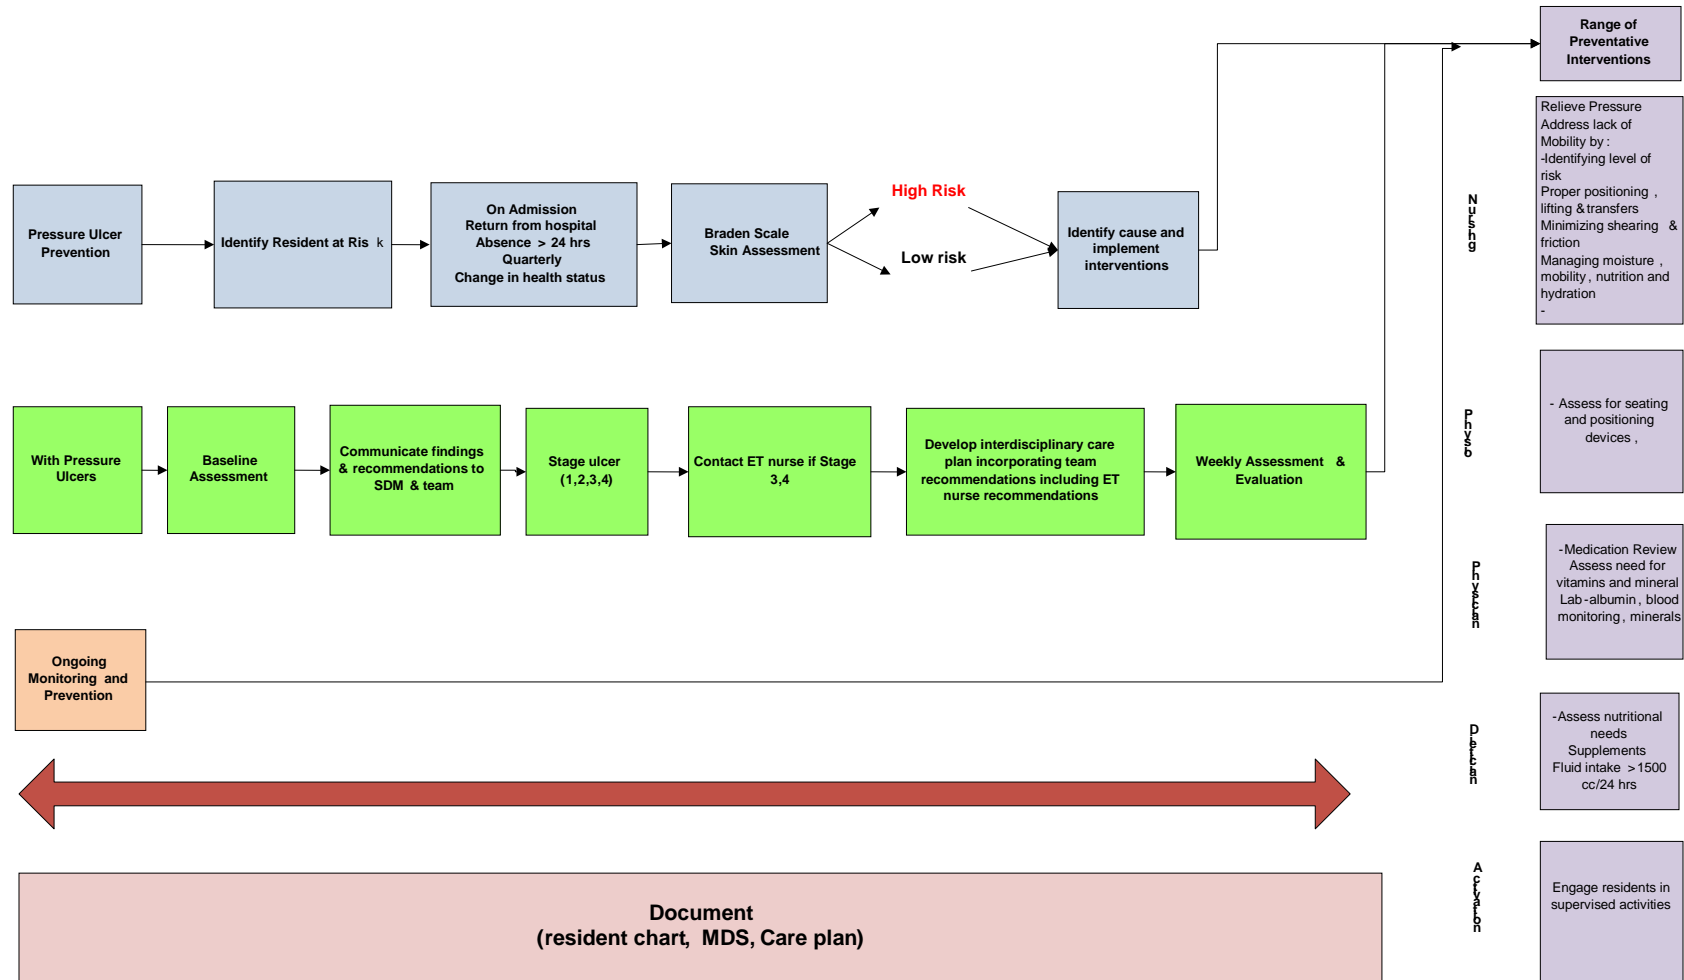 Range of
Preventative
Interventions
Relieve Pressure
Address lack of
Mobility by :
-Identifying level of
risk
Proper positioning ,
lifting & transfers
Minimizing shearing & 
friction
Managing moisture ,
mobility , nutrition and
hydration
-
Nursing
High Risk
Low risk
Pressure Ulcer
Prevention
Identify Resident at Ris k
On Admission
Return from hospital
Absence > 24 hrs
Quarterly
Change in health status
Braden Scale
Skin Assessment
Identify cause and
implement
interventions
With Pressure
Ulcers
Baseline
Assessment
Communicate findings
& recommendations to
SDM & team
Stage ulcer
(1,2,3,4)
Contact ET nurse if Stage
3,4
Develop interdisciplinary care
plan incorporating team
recommendations including ET
nurse recommendations
Weekly Assessment &
Evaluation
Physio
- Assess for seating
and positioning
devices ,
Physician
-Medication Review
Assess need for
vitamins and mineral
Lab-albumin , blood
monitoring , minerals
Ongoing
Monitoring and
Prevention
Dietician
-Assess nutritional
needs
Supplements
Fluid intake >1500
cc/24 hrs
Activation
Engage residents in
supervised activities
Document
(resident chart, MDS, Care plan)